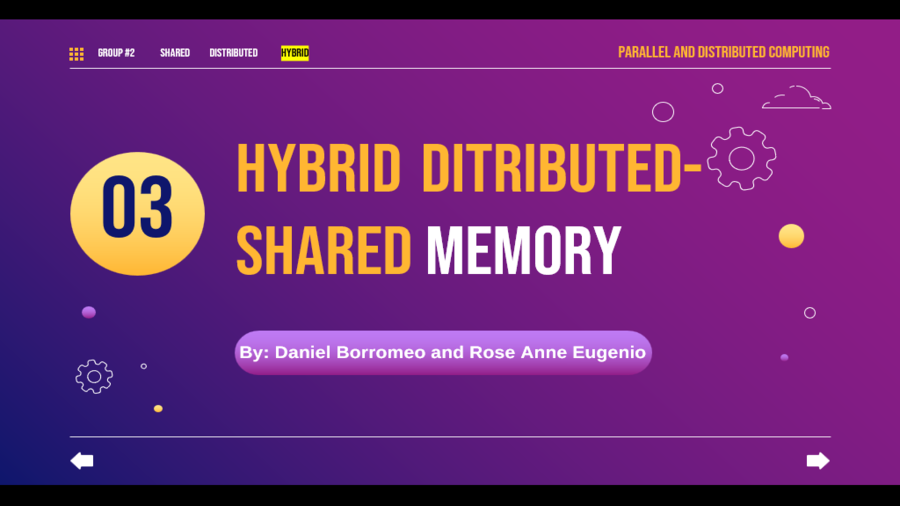 GROUP #2 SHARED DISTRIBUTED HYBRID PARALLEL AND DISTRIBUTED COMPUTING
03
HYBRID DITRIBUTED-
SHARED MEMORY
By: Daniel Borromeo and Rose Anne Eugenio